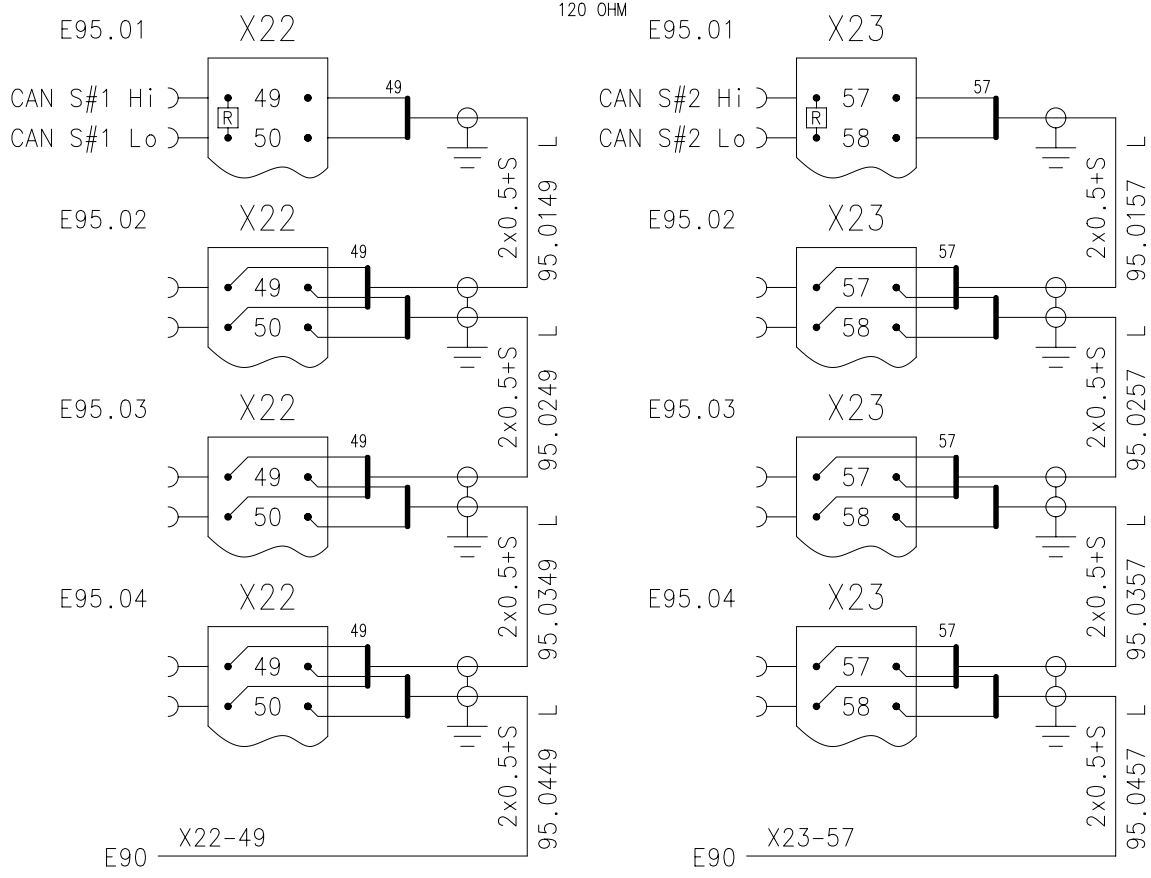 120 OHM
E95.01 X22
CAN S#1 Hi 49 49
R
CAN S#1 Lo 50
2x0.5+S
95.0149 L
E95.02 X22
49
49
50
2x0.5+S
95.0249 L
E95.03 X22
49
49
50
2x0.5+S
95.0349 L
E95.04 X22
49
49
50
2x0.5+S
95.0449 L
X22-49
E90
E95.01 X23
CAN S#2 Hi 57 57
R
CAN S#2 Lo 58
2x0.5+S
95.0157 L
E95.02 X23
57
57
58
2x0.5+S
95.0257 L
E95.03 X23
57
57
58
2x0.5+S
95.0357 L
E95.04 X23
57
57
58
2x0.5+S
95.0457 L
X23-57
E90